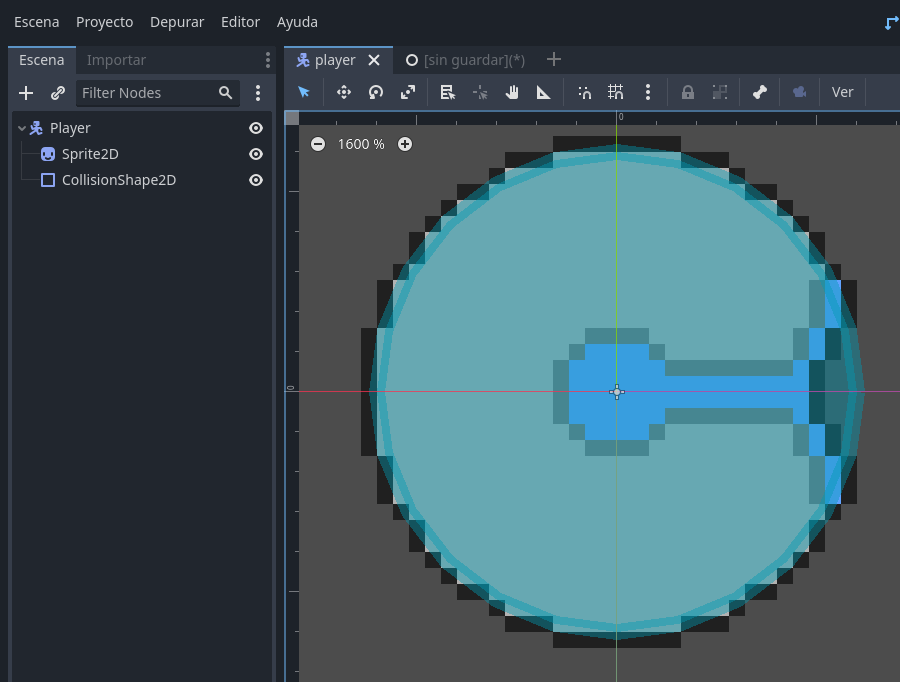 Escena Proyecto Depurar Editor Ayuda
Escena Importar
player [sin guardar](*)
Filter Nodes
Ver
0
Player
1600 %
Sprite2D
CollisionShape2D
0